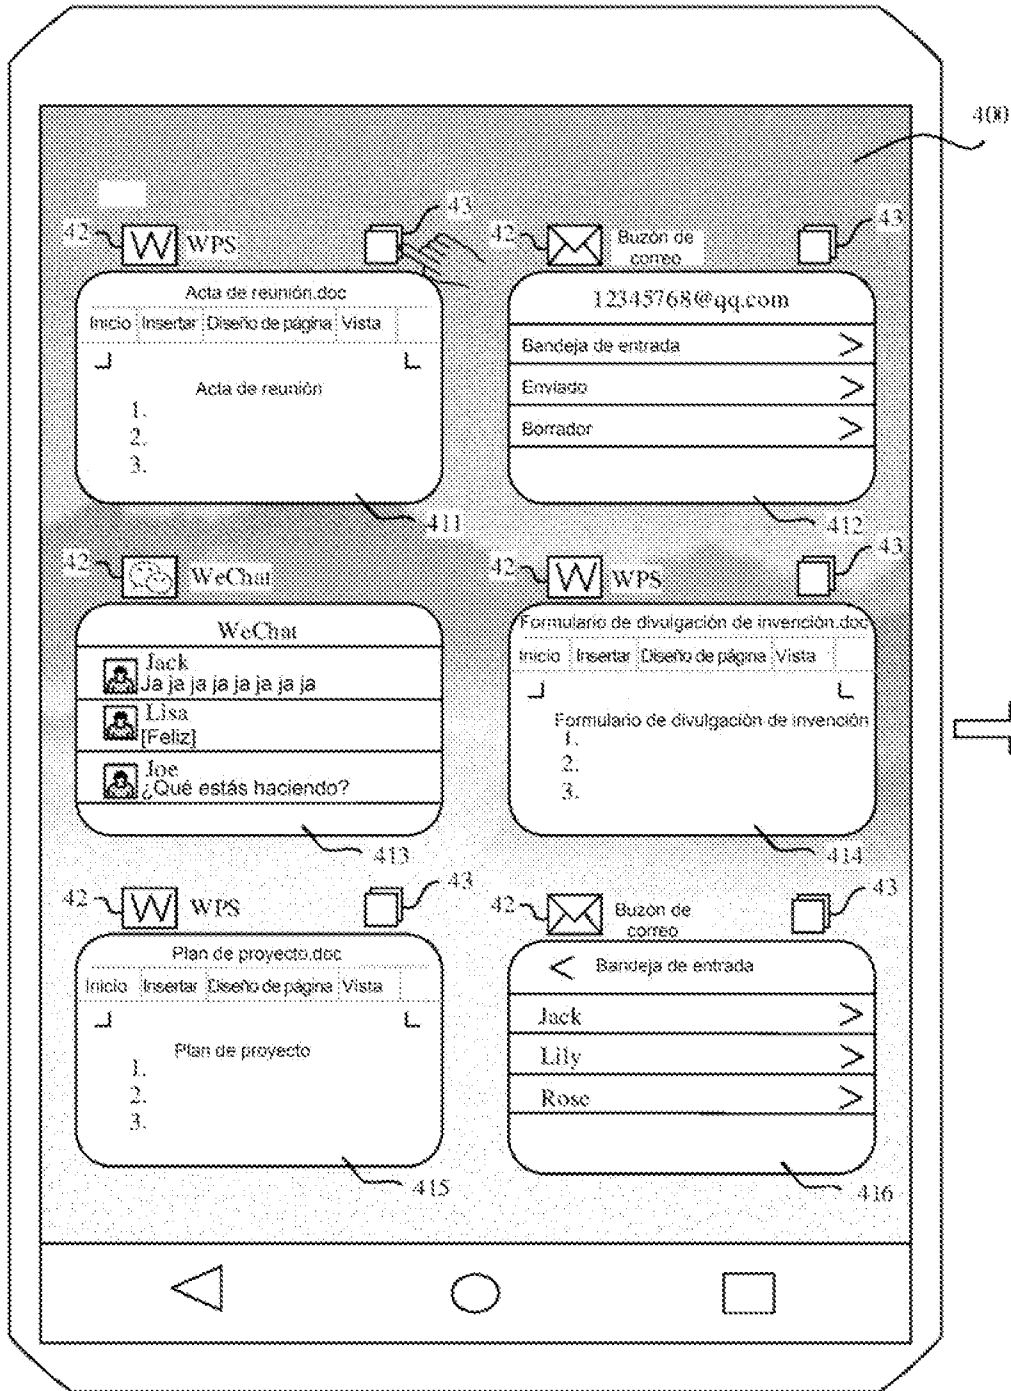 400
42 WPS 43
Acta de reunión.doc
Inicio Insertar Diseño de página Vista
Acta de reunión
1.
2.
3.
411
42 Buzón de correo 43
12345768@qq.com
Bandeja de entrada
Enviado
Borrador
412
42 WeChat
WeChat
Jack
Ja ja ja ja ja ja ja ja
Lisa
[Feliz]
Joe
¿Qué estás haciendo?
413
42 WPS 43
Formulario de divulgación de invención.doc
Inicio Insertar Diseño de página Vista
Formulario de divulgación de invención
1.
2.
3.
414
42 WPS 43
Plan de proyecto.doc
Inicio Insertar Diseño de página Vista
Plan de proyecto
1.
2.
3.
415
42 Buzón de correo 43
Bandeja de entrada
Jack
Lily
Rose
416